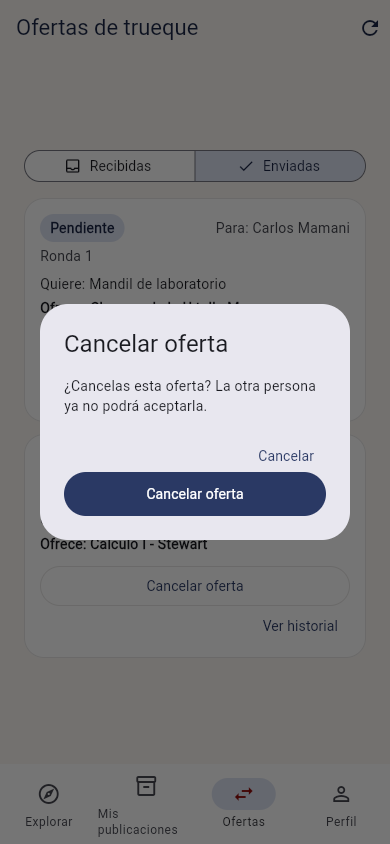 Ofertas de trueque
Recibidas
Enviadas
Pendiente
Para: Carlos Mamani
Ronda 1
Quiere: Mandil de laboratorio
Cancelar oferta
¿Cancelas esta oferta? La otra persona
ya no podrá aceptarla.
Cancelar
Cancelar oferta
Ofrece: Calculo I - Stewart
Cancelar oferta
Ver historial
Explorar
Mis
publicaciones
Ofertas
Perfil